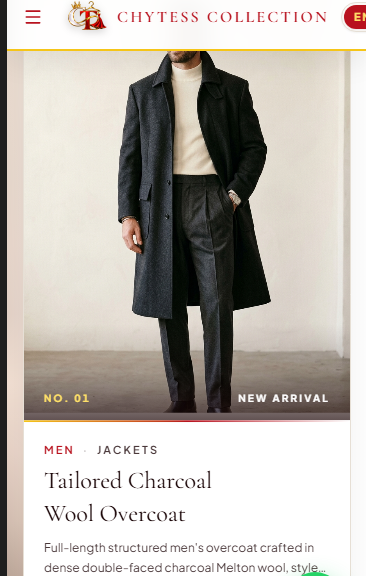 CHYTESS COLLECTION
NO. 01
NEW ARRIVAL
MEN · JACKETS
Tailored Charcoal
Wool Overcoat
Full-length structured men's overcoat crafted in
dense double-faced charcoal Melton wool, style...